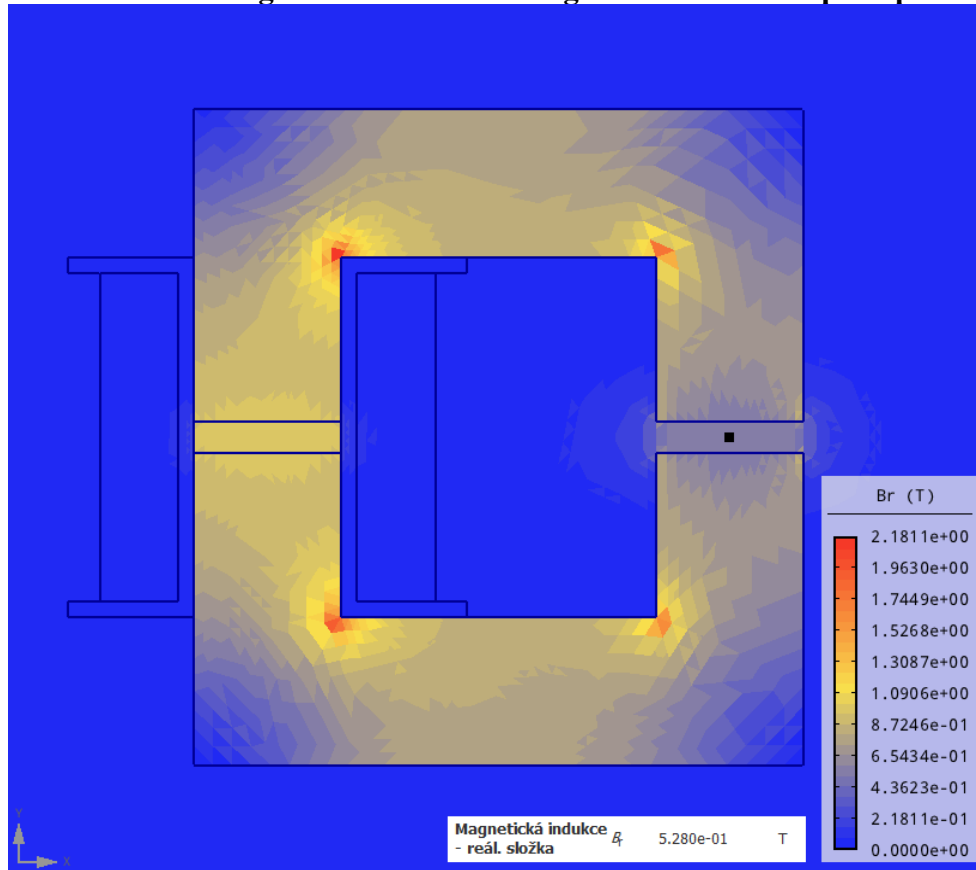 Br (T)
2.1811e+00
1.9630e+00
1.7449e+00
1.5268e+00
1.3087e+00
1.0906e+00
8.7246e-01
6.5434e-01
4.3623e-01
2.1811e-01
0.0000e+00
Magnetická indukce Br 5.280e-01 T
- reál. složka
Y
X